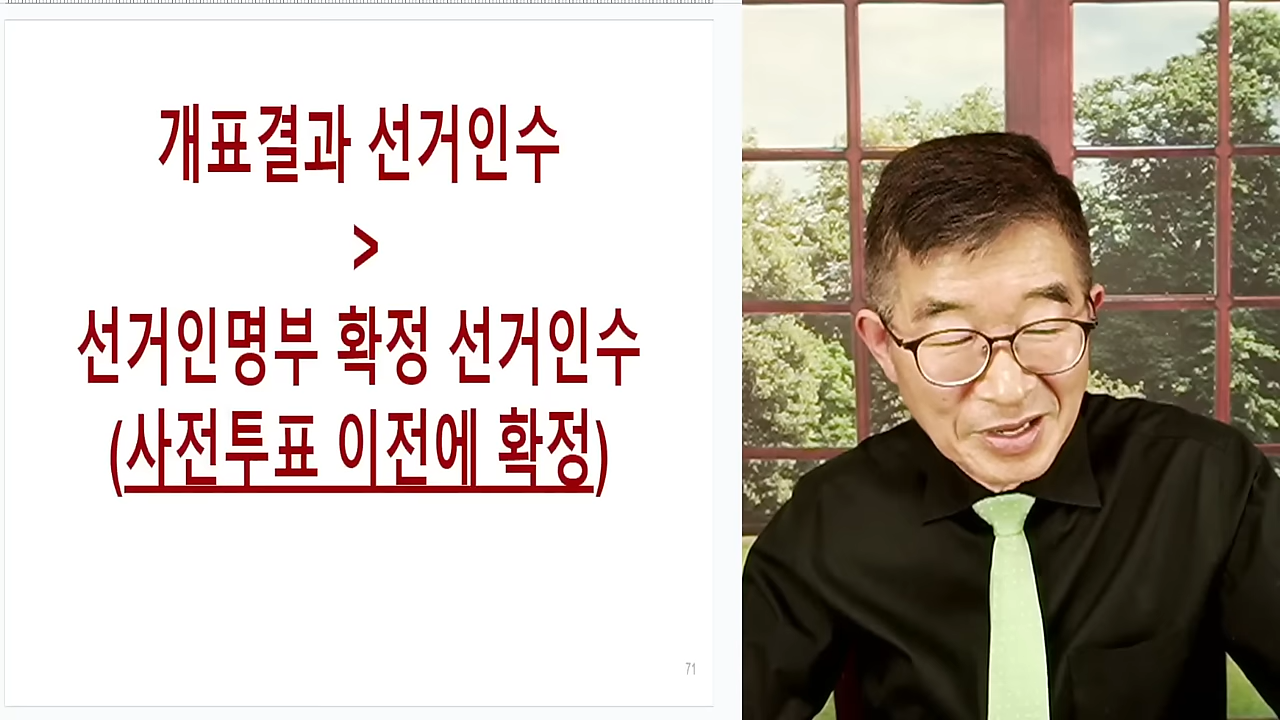 개표결과 선거인수
>
선거인명부 확정 선거인수
(사전투표 이전에 확정)
71